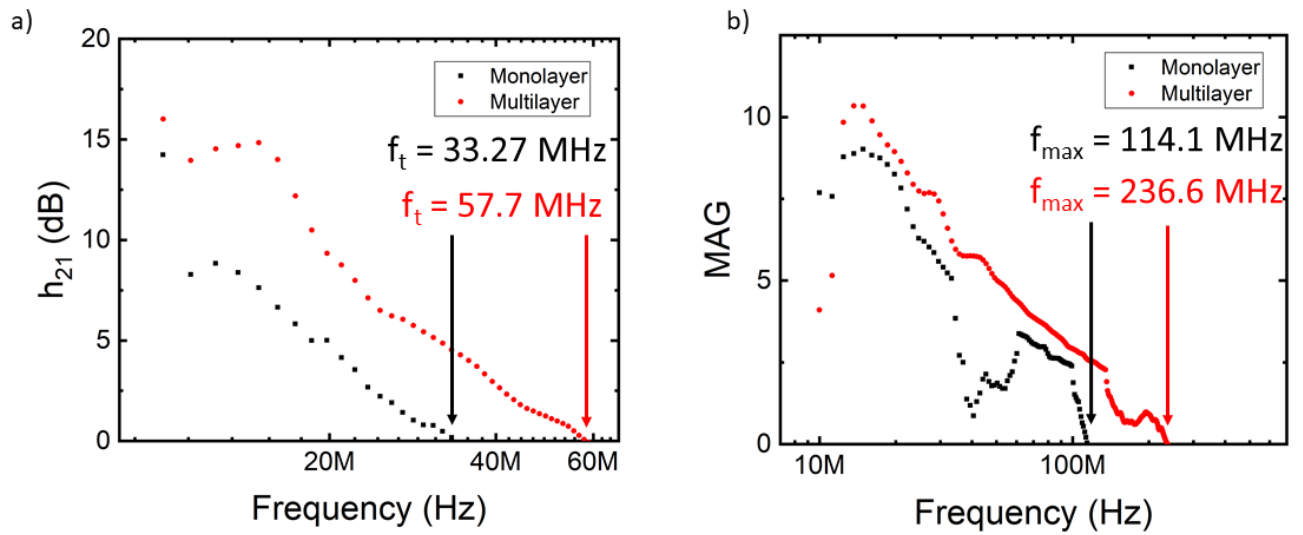 a)
20
15
10
5
0
h21 (dB)
Monolayer
Multilayer
ft = 33.27 MHz
ft = 57.7 MHz
20M
40M
60M
Frequency (Hz)
b)
10
5
0
MAG
Monolayer
Multilayer
fmax = 114.1 MHz
fmax = 236.6 MHz
10M
100M
Frequency (Hz)